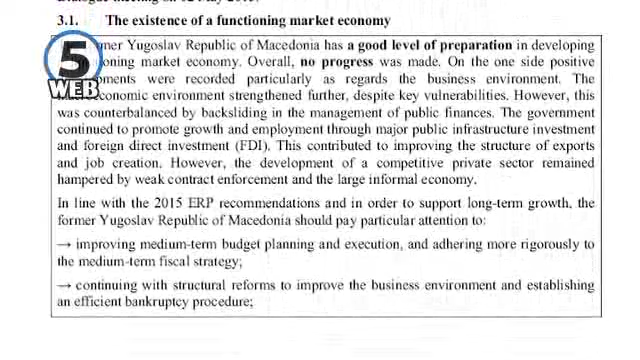 3.1. The existence of a functioning market economy
5
WEB
Yugoslav Republic of Macedonia has a good level of preparation in developing
market economy. Overall, no progress was made. On the one side positive
were recorded particularly as regards the business environment. The
environment strengthened further, despite key vulnerabilities. However, this
was counterbalanced by backsliding in the management of public finances. The government
continued to promote growth and employment through major public infrastructure investment
and foreign direct investment (FDI). This contributed to improving the structure of exports
and job creation. However, the development of a competitive private sector remained
hampered by weak contract enforcement and the large informal economy.
In line with the 2015 ERP recommendations and in order to support long-term growth, the
former Yugoslav Republic of Macedonia should pay particular attention to:
→ improving medium-term budget planning and execution, and adhering more rigorously to
the medium-term fiscal strategy;
→ continuing with structural reforms to improve the business environment and establishing
an efficient bankruptcy procedure;